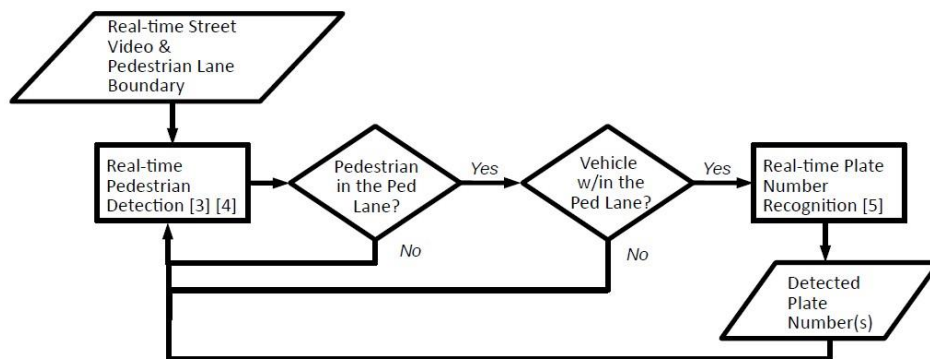 Real-time Street
Video &
Pedestrian Lane
Boundary
Real-time
Pedestrian
Detection [3] [4]
Pedestrian
in the Ped
Lane?
Yes
No
Vehicle
w/in the
Ped Lane?
Yes
No
Real-time Plate
Number
Recognition [5]
Detected
Plate
Number(s)